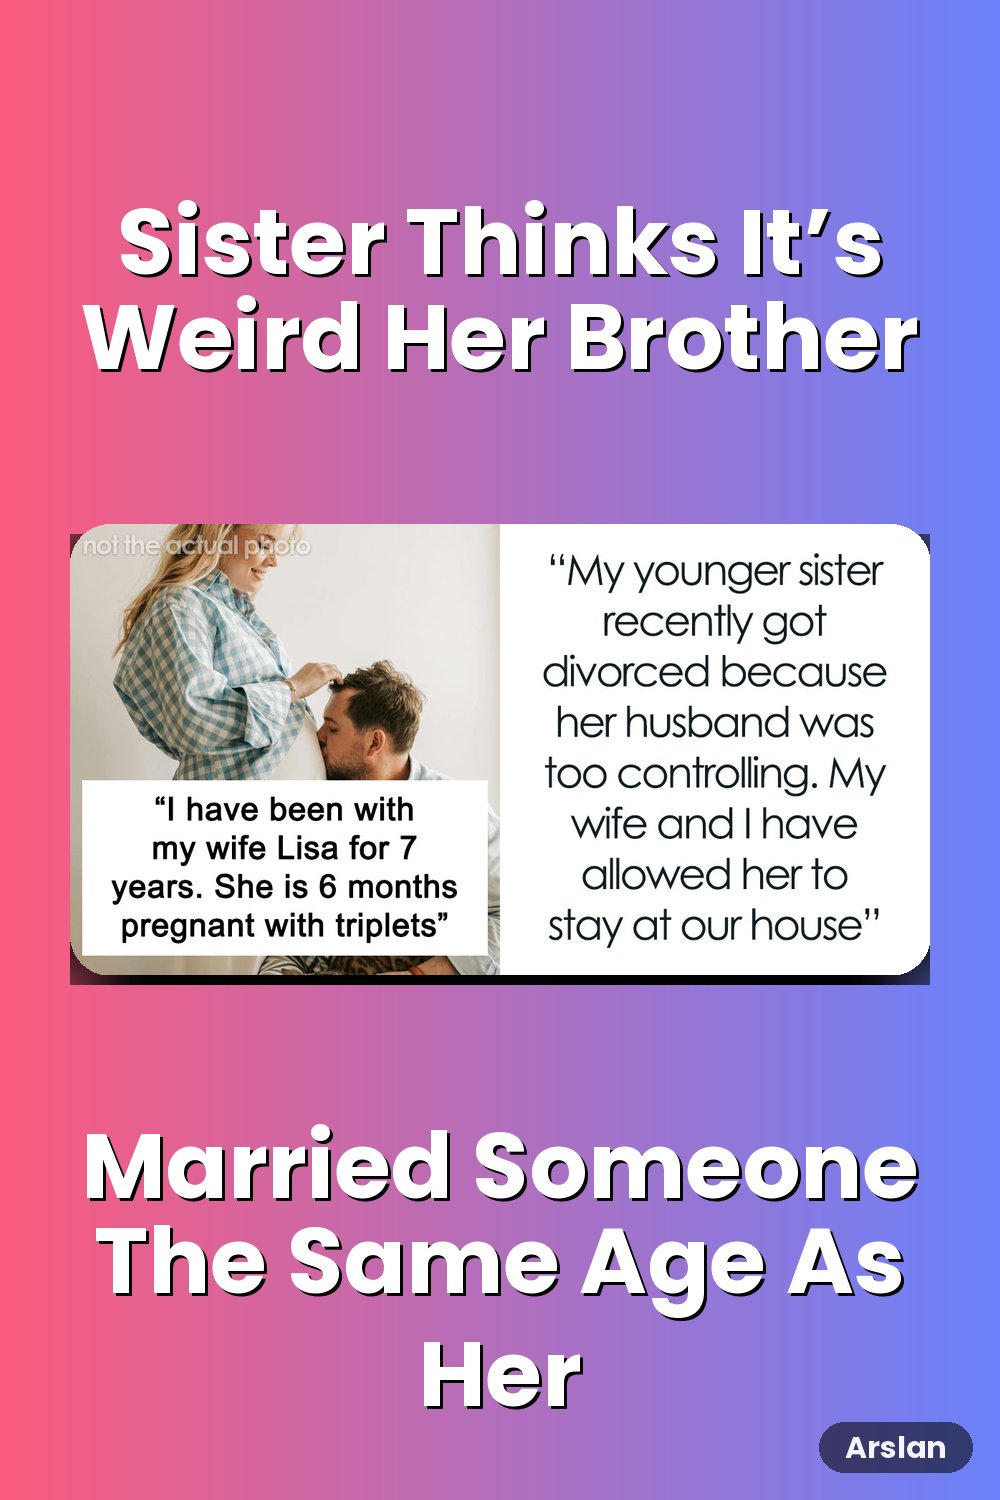 Sister Thinks It’s
Weird Her Brother
not the actual photo
“I have been with
my wife Lisa for 7
years. She is 6 months
pregnant with triplets”
“My younger sister
recently got
divorced because
her husband was
too controlling. My
wife and I have
allowed her to
stay at our house”
Married Someone
The Same Age As
Her
Arslan